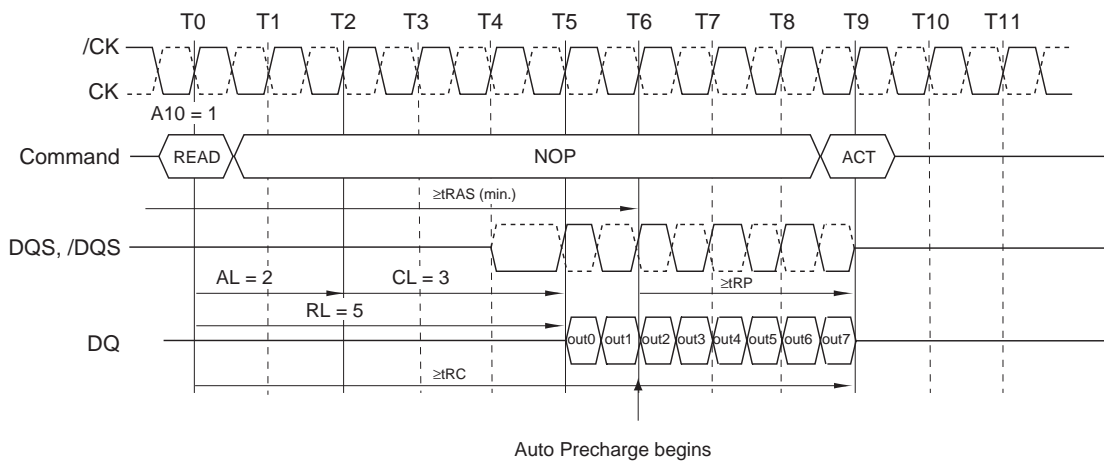 T0 T1 T2 T3 T4 T5 T6 T7 T8 T9 T10 T11
/CK
CK
A10 = 1
Command READ NOP ACT
≥tRAS (min.)
DQS, /DQS
AL = 2 CL = 3 ≥tRP
RL = 5
DQ out0 out1 out2 out3 out4 out5 out6 out7
≥tRC
Auto Precharge begins